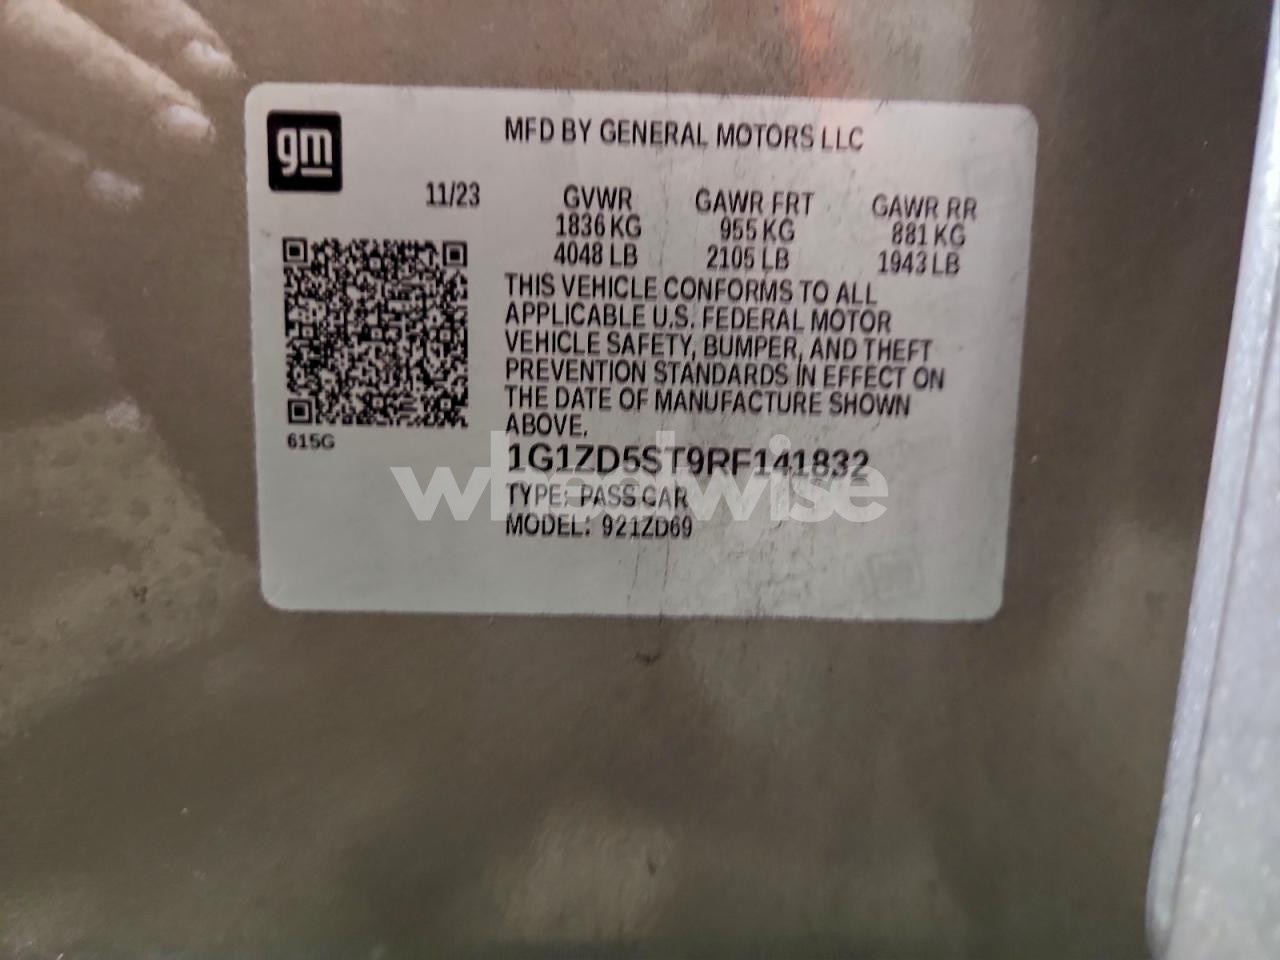 gm
MFD BY GENERAL MOTORS LLC
11/23 GVWR GAWR FRT GAWR RR
1836 KG 955 KG 881 KG
4048 LB 2105 LB 1943 LB
THIS VEHICLE CONFORMS TO ALL
APPLICABLE U.S. FEDERAL MOTOR
VEHICLE SAFETY, BUMPER, AND THEFT
PREVENTION STANDARDS IN EFFECT ON
THE DATE OF MANUFACTURE SHOWN
ABOVE.
615G
1G1ZD5ST9RF141832
wheelwise
TYPE: PASS CAR
MODEL: 921ZD69